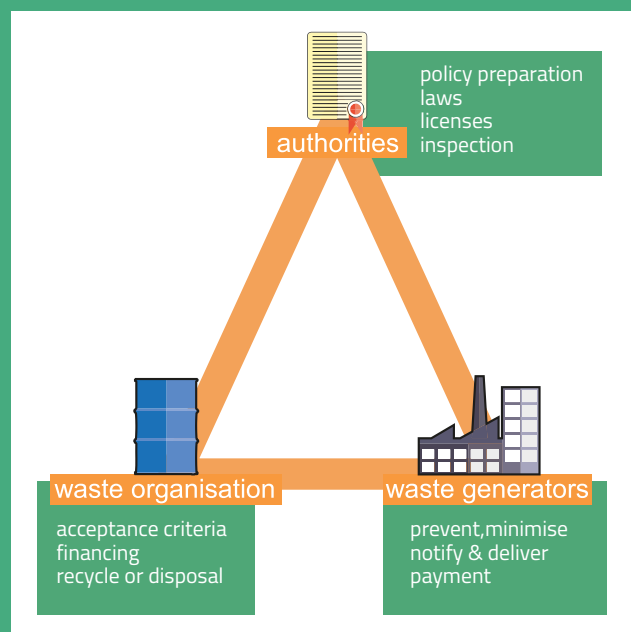 policy preparation
laws
licenses
inspection
authorities
waste organisation
acceptance criteria
financing
recycle or disposal
waste generators
prevent,minimise
notify & deliver
payment